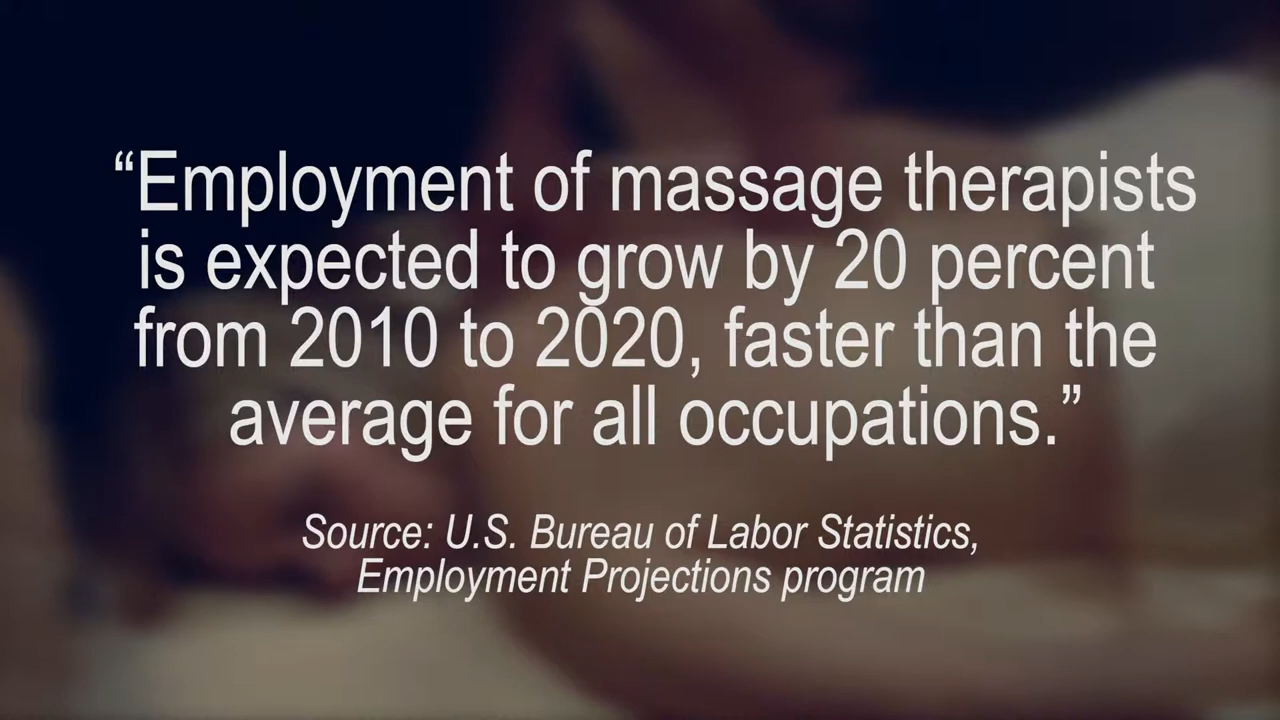 “Employment of massage therapists
is expected to grow by 20 percent
from 2010 to 2020, faster than the
average for all occupations.”
Source: U.S. Bureau of Labor Statistics,
Employment Projections program